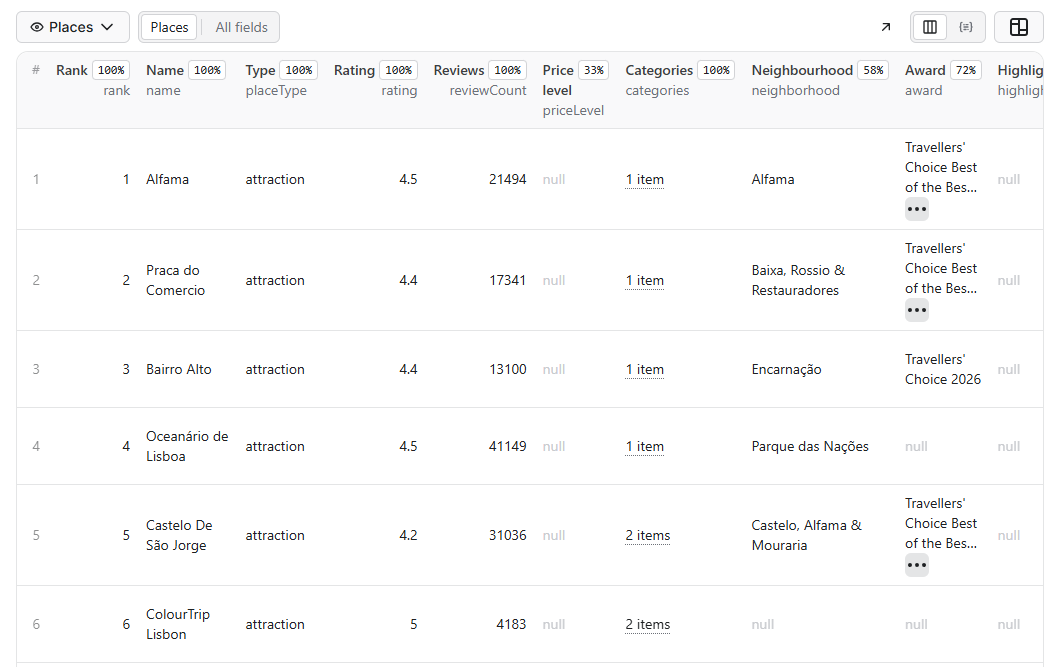 Places
Places All fields
# Rank 100% Name 100% Type 100% Rating 100% Reviews 100% Price 33% Categories 100% Neighbourhood 58% Award 72% Highlig
rank name placeType rating reviewCount level categories neighborhood award highligh
priceLevel
1 1 Alfama attraction 4.5 21494 null 1 item Alfama Travellers' Choice Best of the Bes... null
2 2 Praca do Comercio attraction 4.4 17341 null 1 item Baixa, Rossio & Restauradores Travellers' Choice Best of the Bes... null
3 3 Bairro Alto attraction 4.4 13100 null 1 item Encarnação Travellers' Choice 2026 null
4 4 Oceanário de Lisboa attraction 4.5 41149 null 1 item Parque das Nações null null
5 5 Castelo De São Jorge attraction 4.2 31036 null 2 items Castelo, Alfama & Mouraria Travellers' Choice Best of the Bes... null
6 6 ColourTrip Lisbon attraction 5 4183 null 2 items null null null